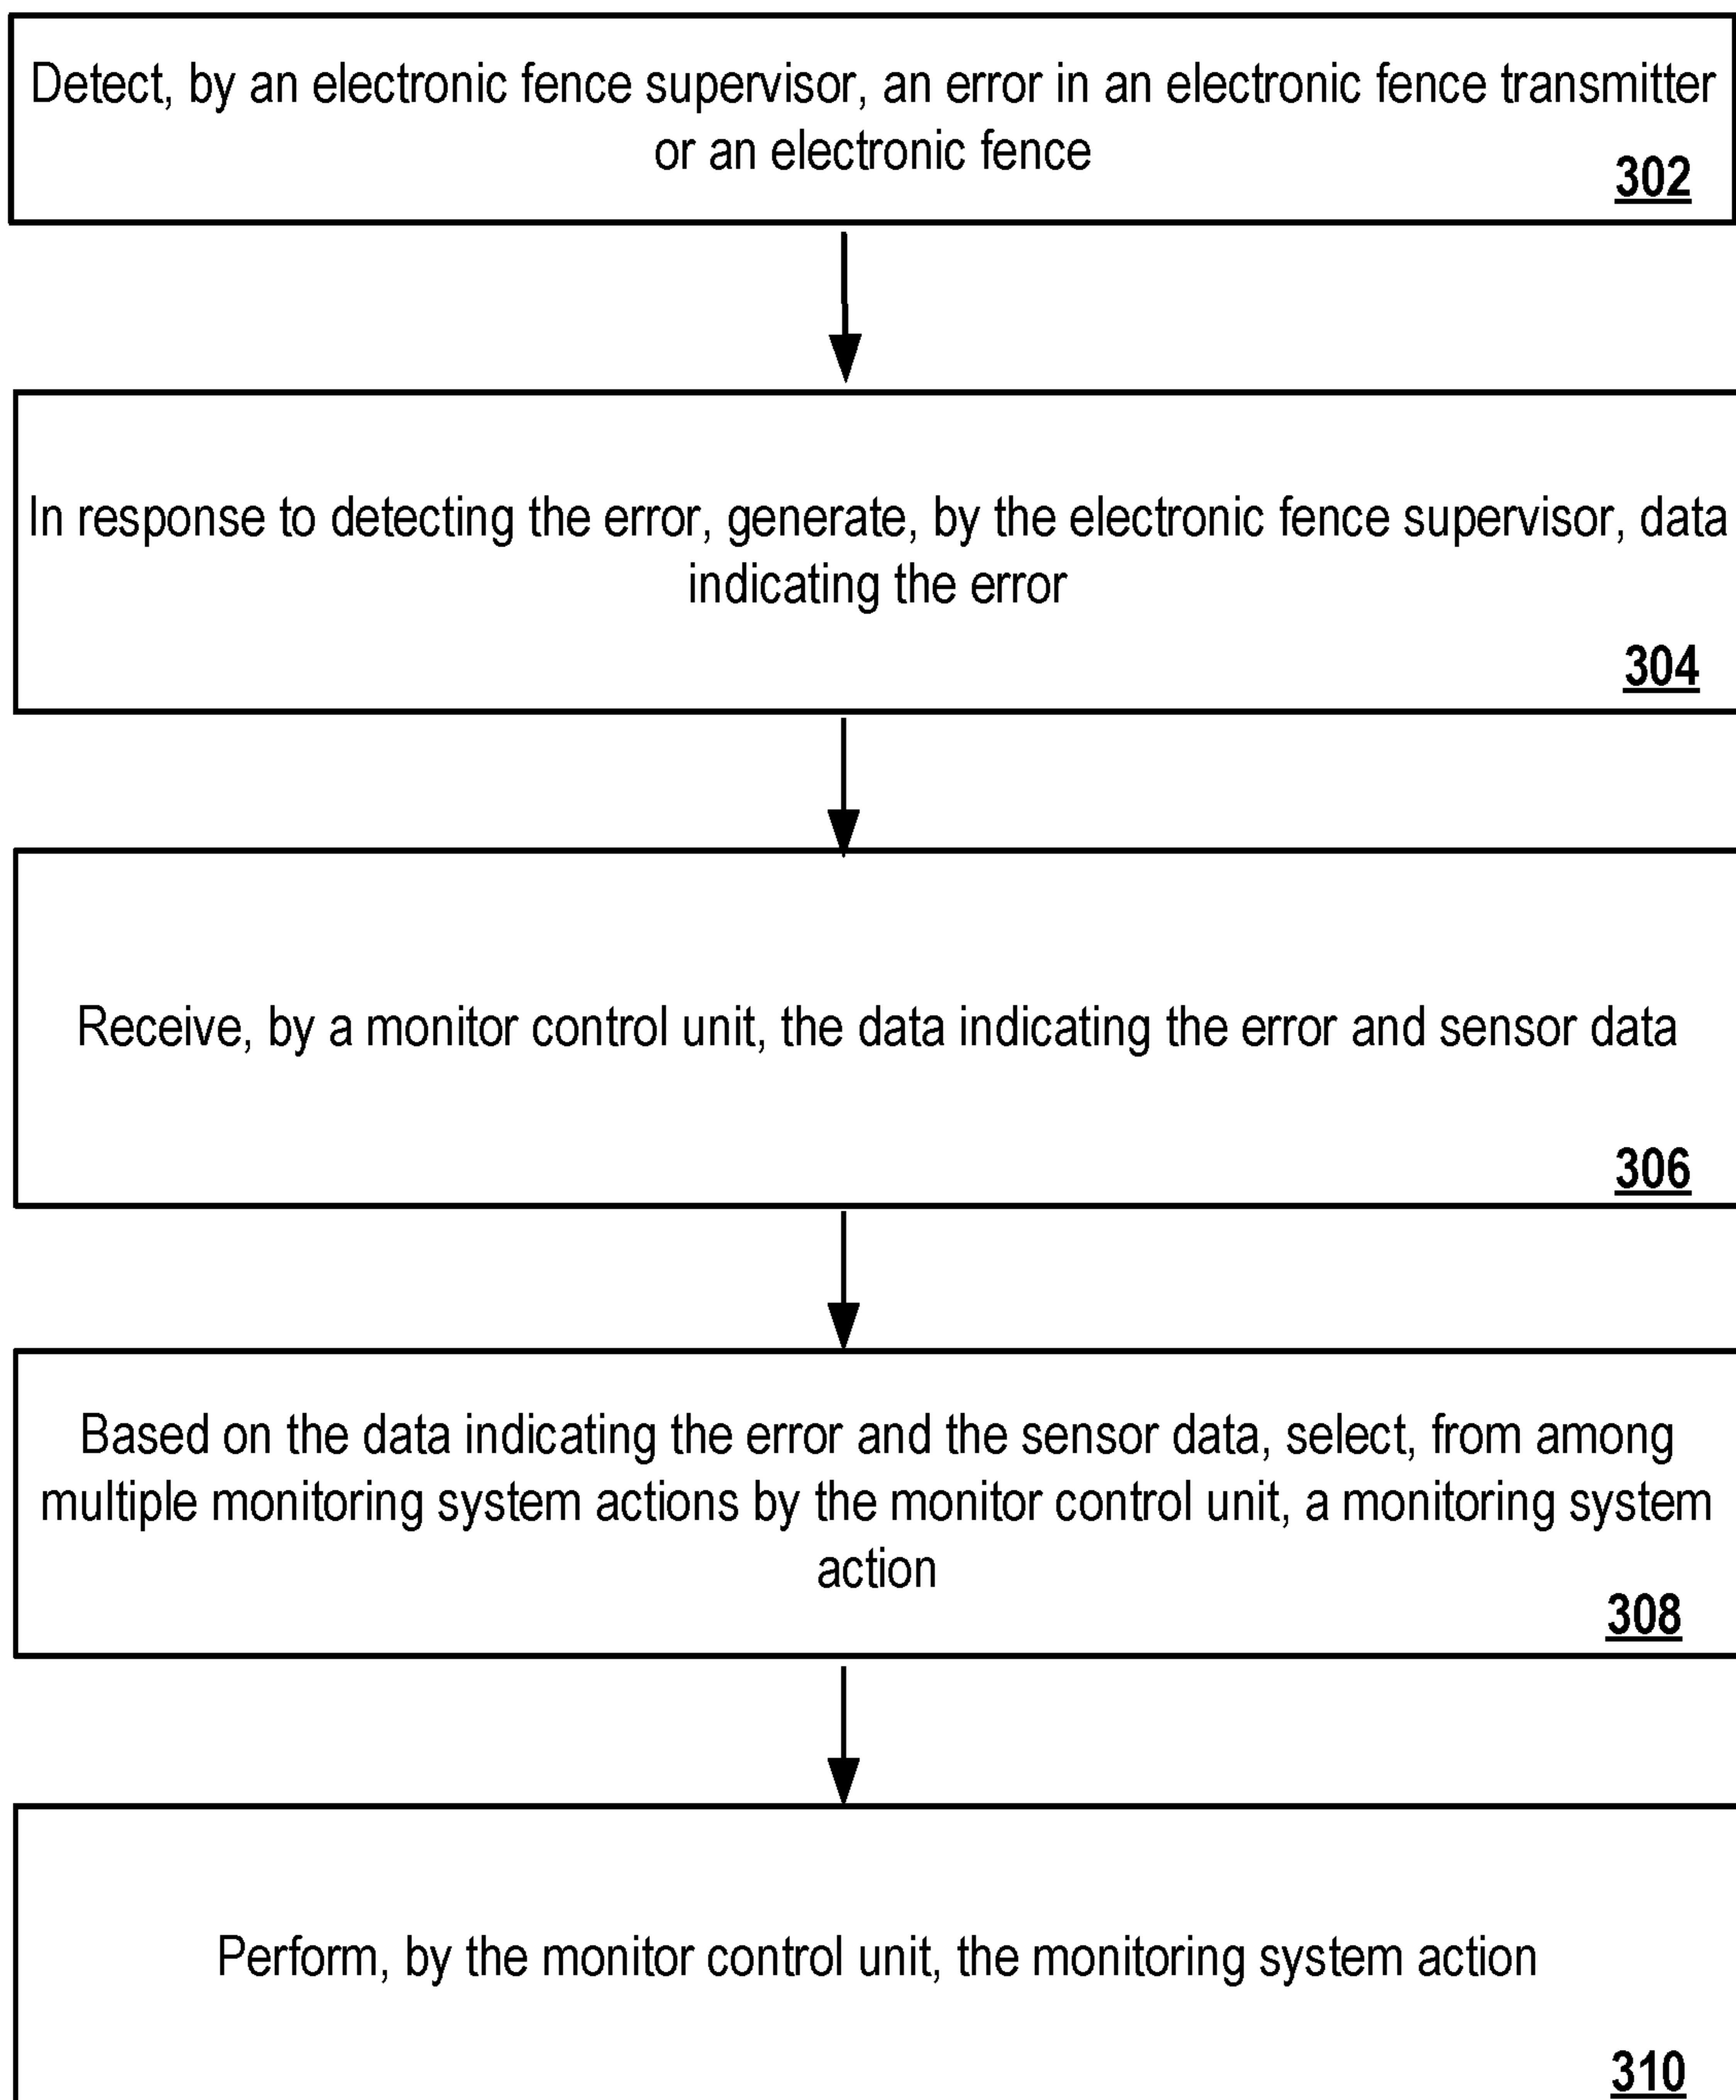 Detect, by an electronic fence supervisor, an error in an electronic fence transmitter
or an electronic fence
302
In response to detecting the error, generate, by the electronic fence supervisor, data
indicating the error
304
Receive, by a monitor control unit, the data indicating the error and sensor data
306
Based on the data indicating the error and the sensor data, select, from among
multiple monitoring system actions by the monitor control unit, a monitoring system
action
308
Perform, by the monitor control unit, the monitoring system action
310